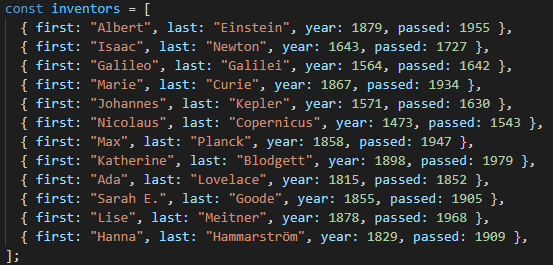 const inventors = [
{ first: "Albert", last: "Einstein", year: 1879, passed: 1955 },
{ first: "Isaac", last: "Newton", year: 1643, passed: 1727 },
{ first: "Galileo", last: "Galilei", year: 1564, passed: 1642 },
{ first: "Marie", last: "Curie", year: 1867, passed: 1934 },
{ first: "Johannes", last: "Kepler", year: 1571, passed: 1630 },
{ first: "Nicolaus", last: "Copernicus", year: 1473, passed: 1543 },
{ first: "Max", last: "Planck", year: 1858, passed: 1947 },
{ first: "Katherine", last: "Blodgett", year: 1898, passed: 1979 },
{ first: "Ada", last: "Lovelace", year: 1815, passed: 1852 },
{ first: "Sarah E.", last: "Goode", year: 1855, passed: 1905 },
{ first: "Lise", last: "Meitner", year: 1878, passed: 1968 },
{ first: "Hanna", last: "Hammarström", year: 1829, passed: 1909 },
];